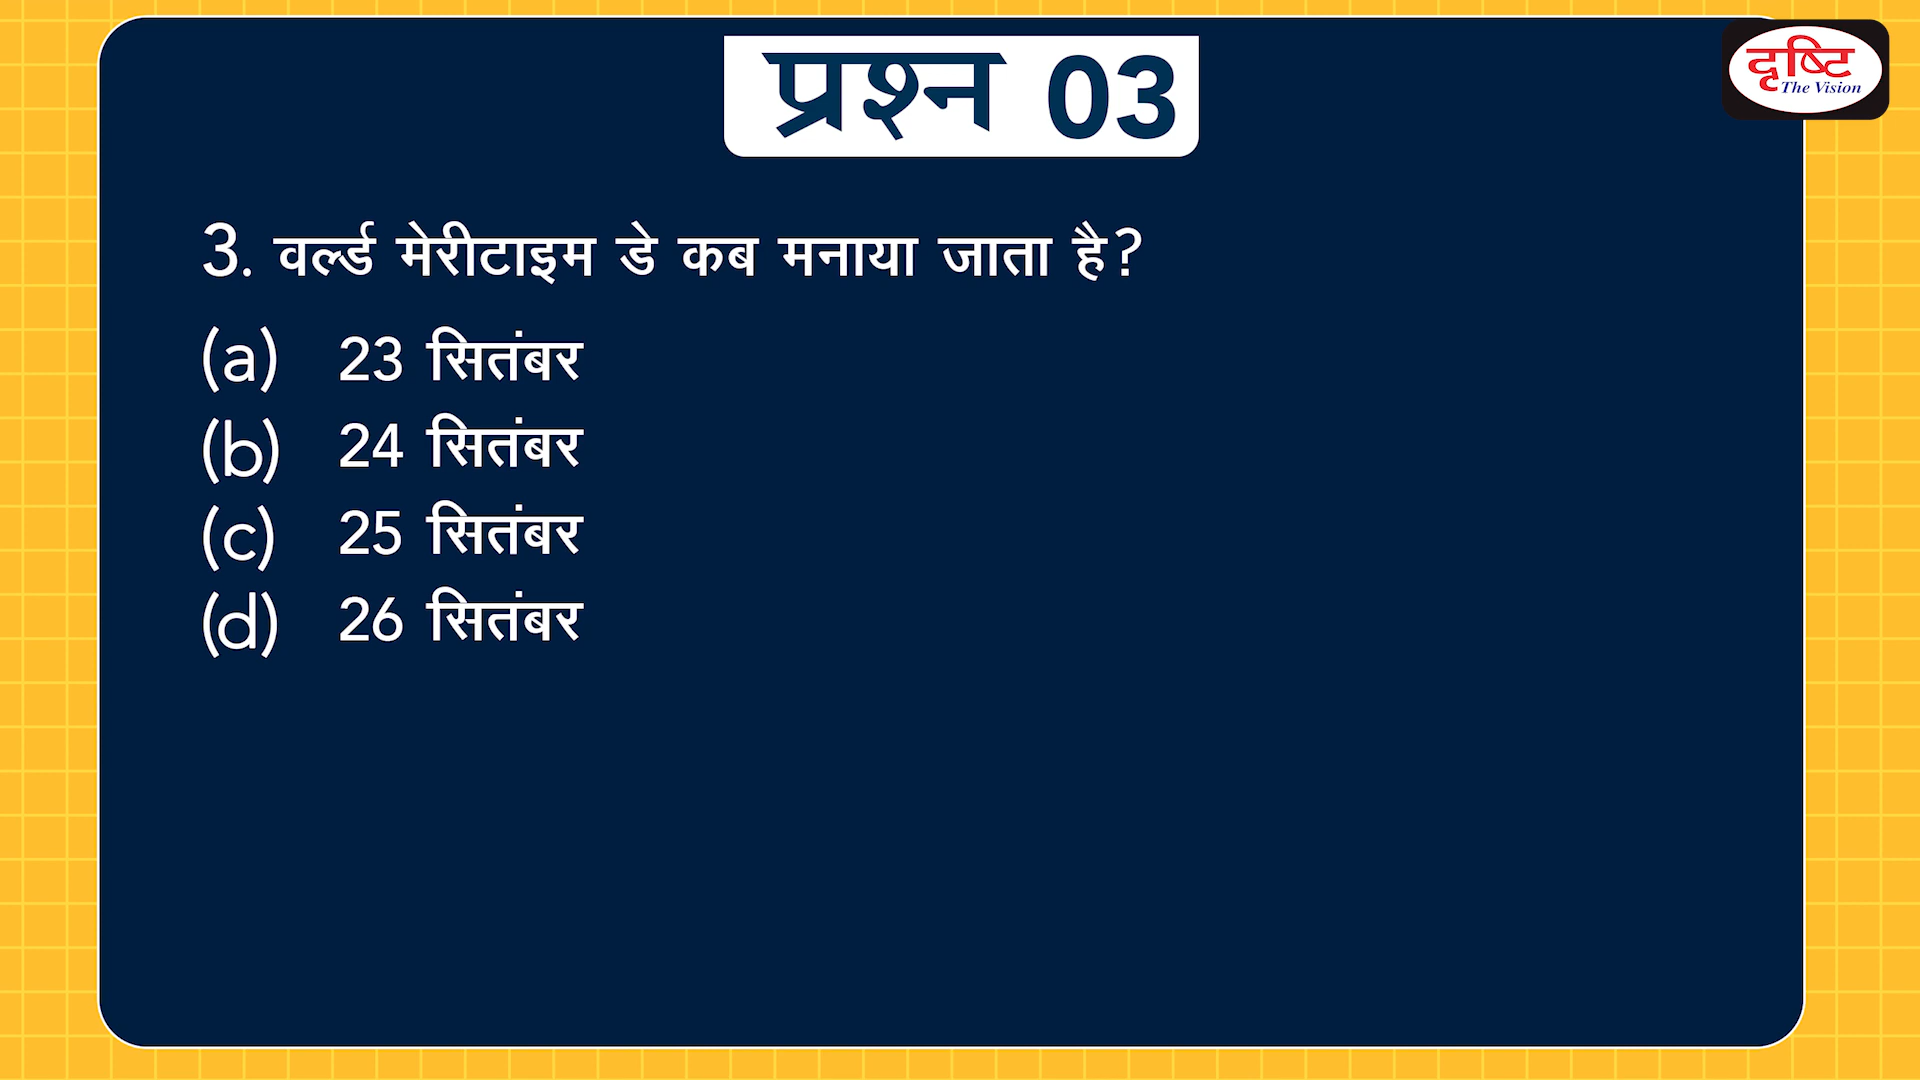 प्रश्न 03
दृष्टि
The Vision
3. वर्ल्ड मेरीटाइम डे कब मनाया जाता है?
(a) 23 सितंबर
(b) 24 सितंबर
(c) 25 सितंबर
(d) 26 सितंबर